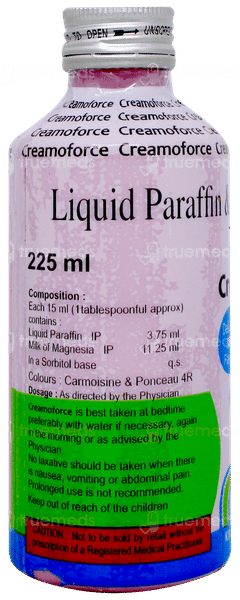 TO OPEN UNSCRE
Creamoforce Creamoforce
Creamoforce Creamoforce
Creamoforce Creamoforce
Creamoforce Creamoforce
Liquid Paraffin &
225 ml
Cr
Composition :
Each 15 ml (1tablespoonful approx)
contains :
Liquid Paraffin IP 3.75 ml
Milk of Magnesia IP 11.25 ml
In a Sorbitol base q.s
Colours : Carmoisine & Ponceau 4R
Dosage : As directed by the Physician
Creamoforce is best taken at bedtime
preferably with water if necessary, again
in the morning or as advised by the
Physician.
No laxative should be taken when there
is nausea, vomiting or abdominal pain.
Prolonged use is not recommended.
Keep out of reach of the children
CAUTION : Not to be sold by retail without the
prescription of a Registered Medical Practitioner.
truemeds